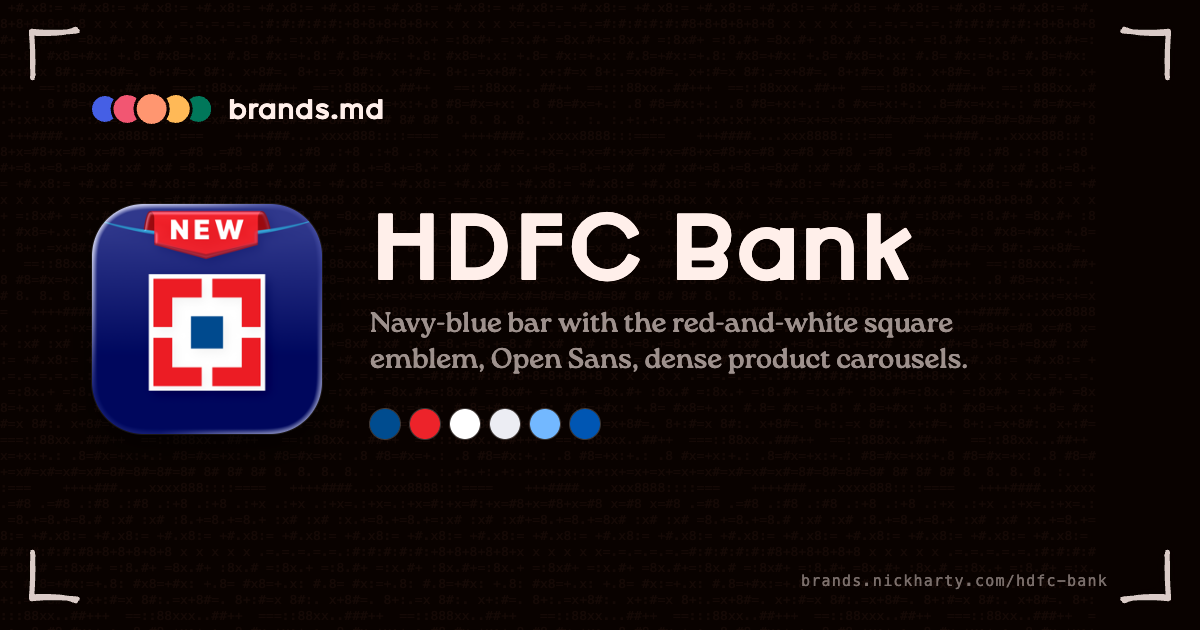 brands.md
NEW
HDFC Bank
Navy-blue bar with the red-and-white square
emblem, Open Sans, dense product carousels.
brands.nickharty.com/hdfc-bank